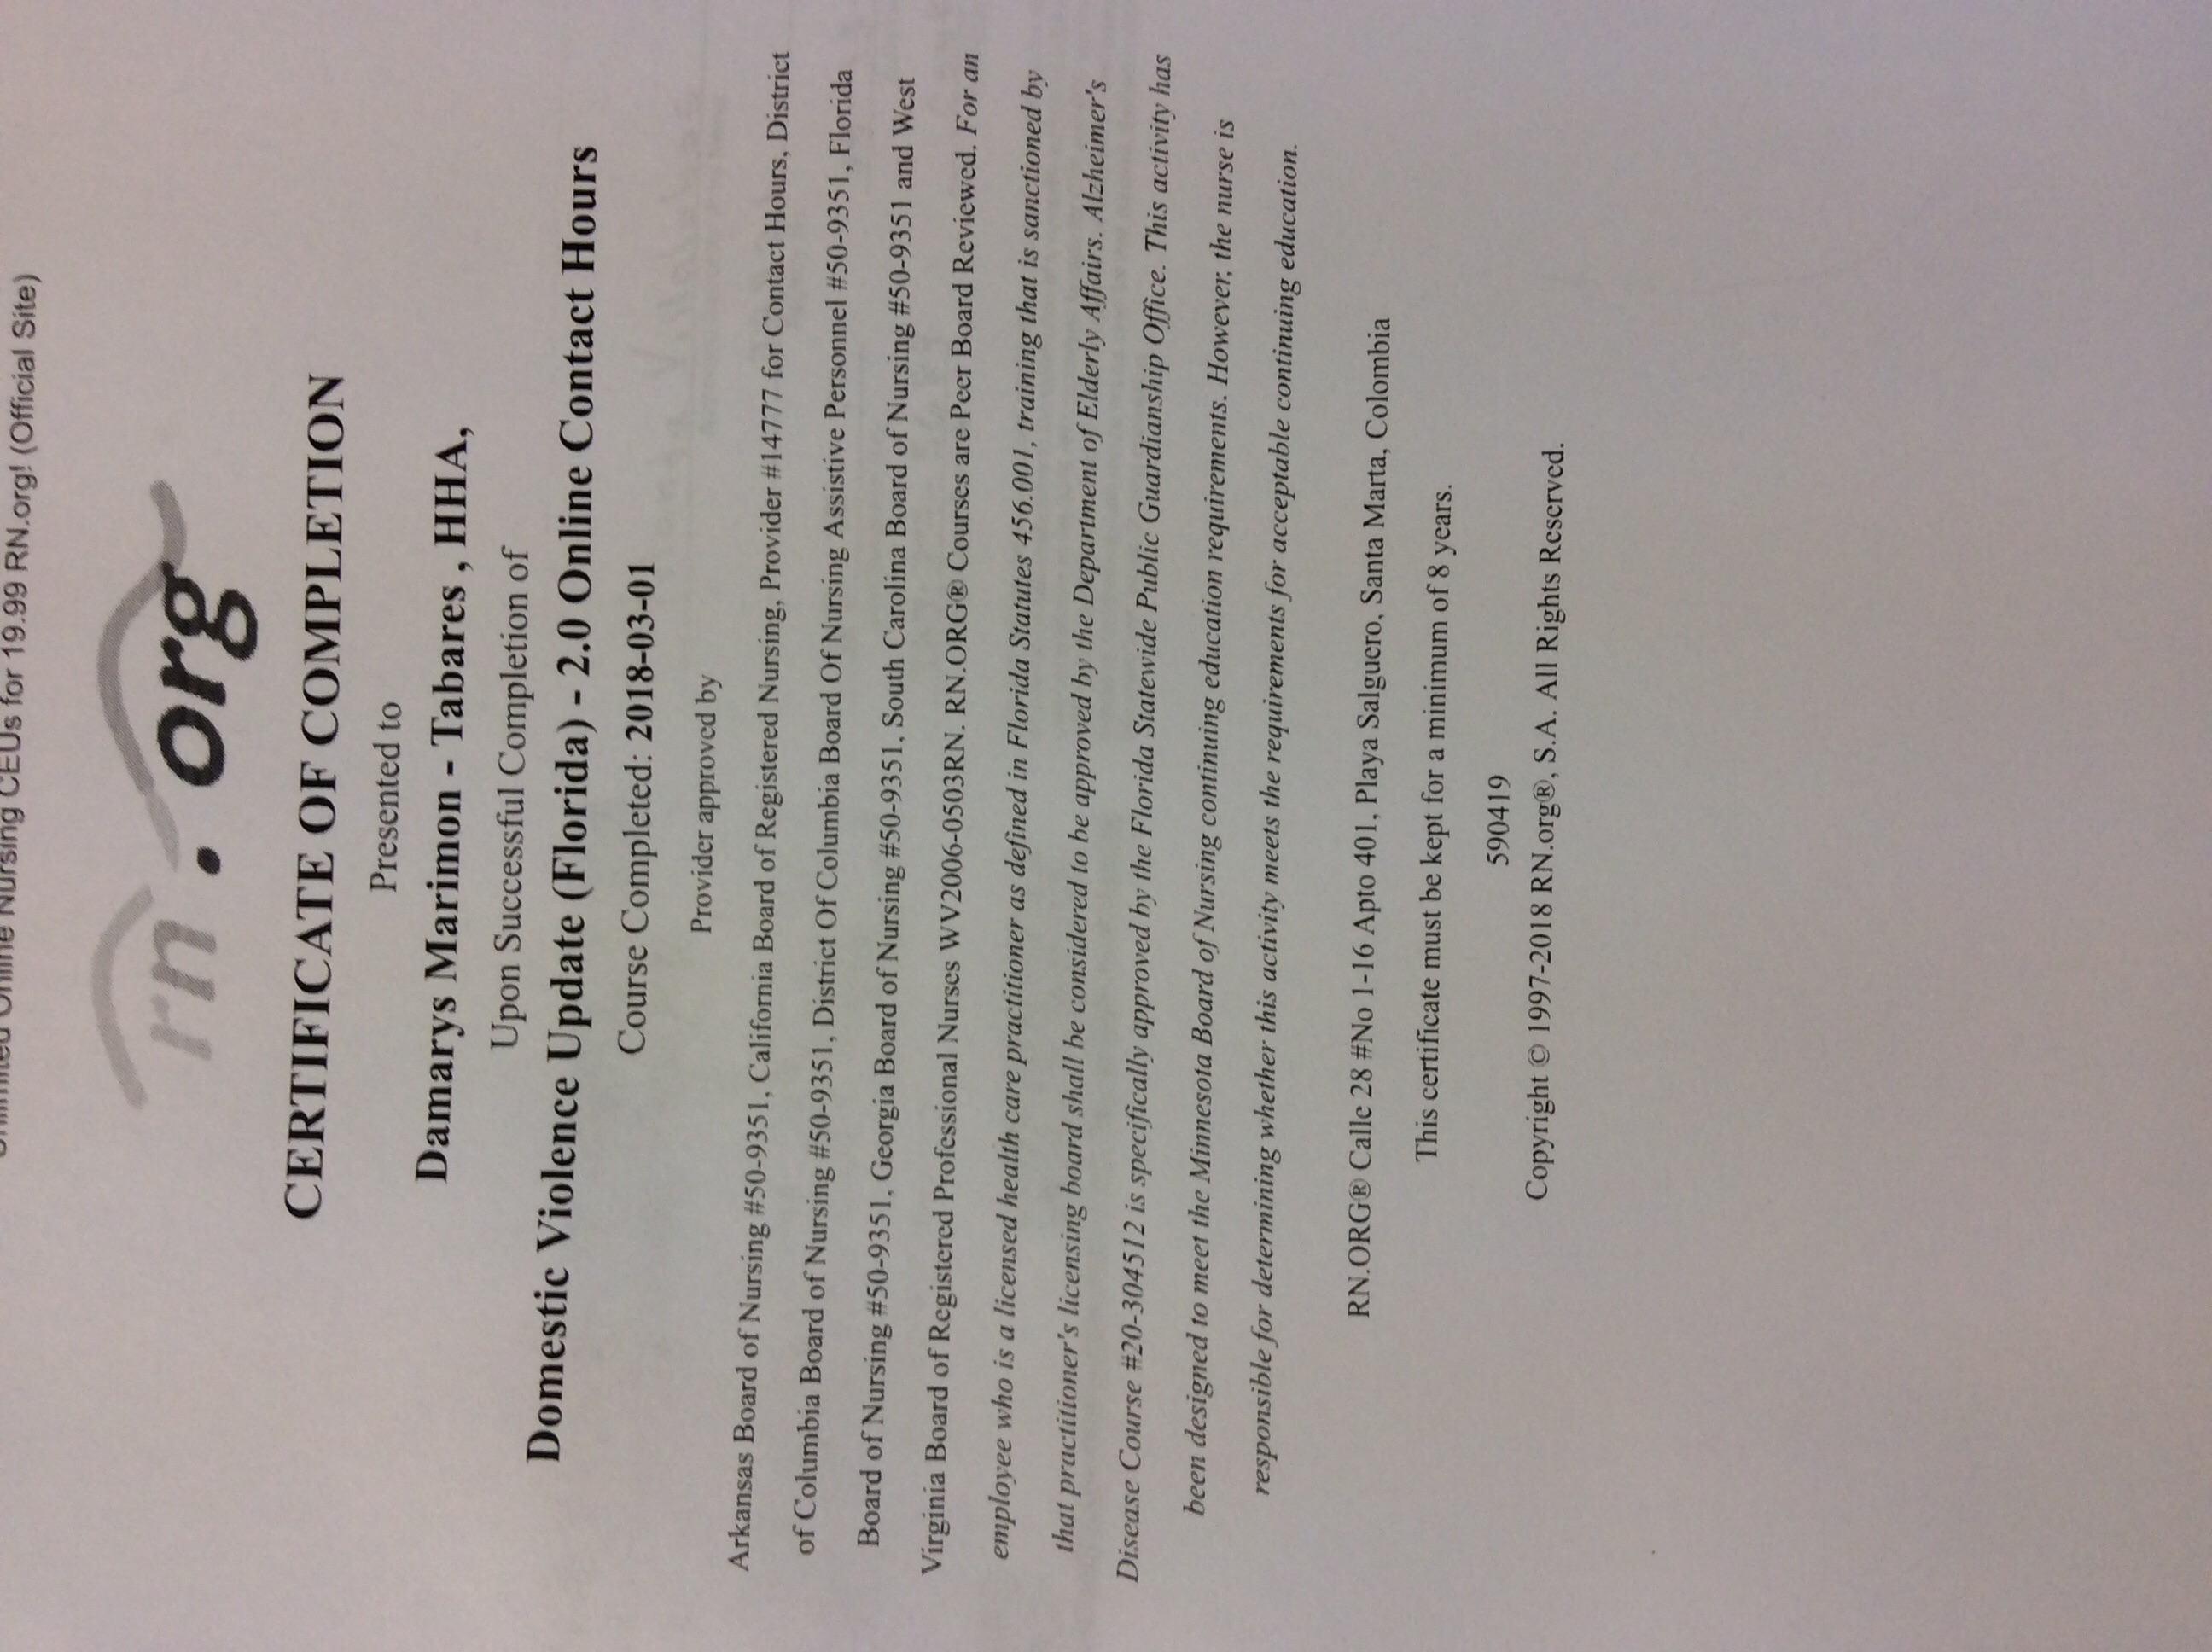 Unlimited Online Nursing CEUs for 19.99 RN.org! (Official Site)
rn.org
CERTIFICATE OF COMPLETION
Presented to
Damarys Marimon - Tabares , HHA,
Upon Successful Completion of
Domestic Violence Update (Florida) - 2.0 Online Contact Hours
Course Completed: 2018-03-01
Provider approved by
Arkansas Board of Nursing #50-9351, California Board of Registered Nursing, Provider #14777 for Contact Hours, District
of Columbia Board of Nursing #50-9351, District Of Columbia Board Of Nursing Assistive Personnel #50-9351, Florida
Board of Nursing #50-9351, Georgia Board of Nursing #50-9351, South Carolina Board of Nursing #50-9351 and West
Virginia Board of Registered Professional Nurses WV2006-0503RN. RN.ORG® Courses are Peer Board Reviewed. For an
employee who is a licensed health care practitioner as defined in Florida Statutes 456.001, training that is sanctioned by
that practitioner's licensing board shall be considered to be approved by the Department of Elderly Affairs. Alzheimer's
Disease Course #20-304512 is specifically approved by the Florida Statewide Public Guardianship Office. This activity has
been designed to meet the Minnesota Board of Nursing continuing education requirements. However, the nurse is
responsible for determining whether this activity meets the requirements for acceptable continuing education.
RN.ORG® Calle 28 #No 1-16 Apto 401, Playa Salguero, Santa Marta, Colombia
This certificate must be kept for a minimum of 8 years.
590419
Copyright © 1997-2018 RN.org®, S.A. All Rights Reserved.